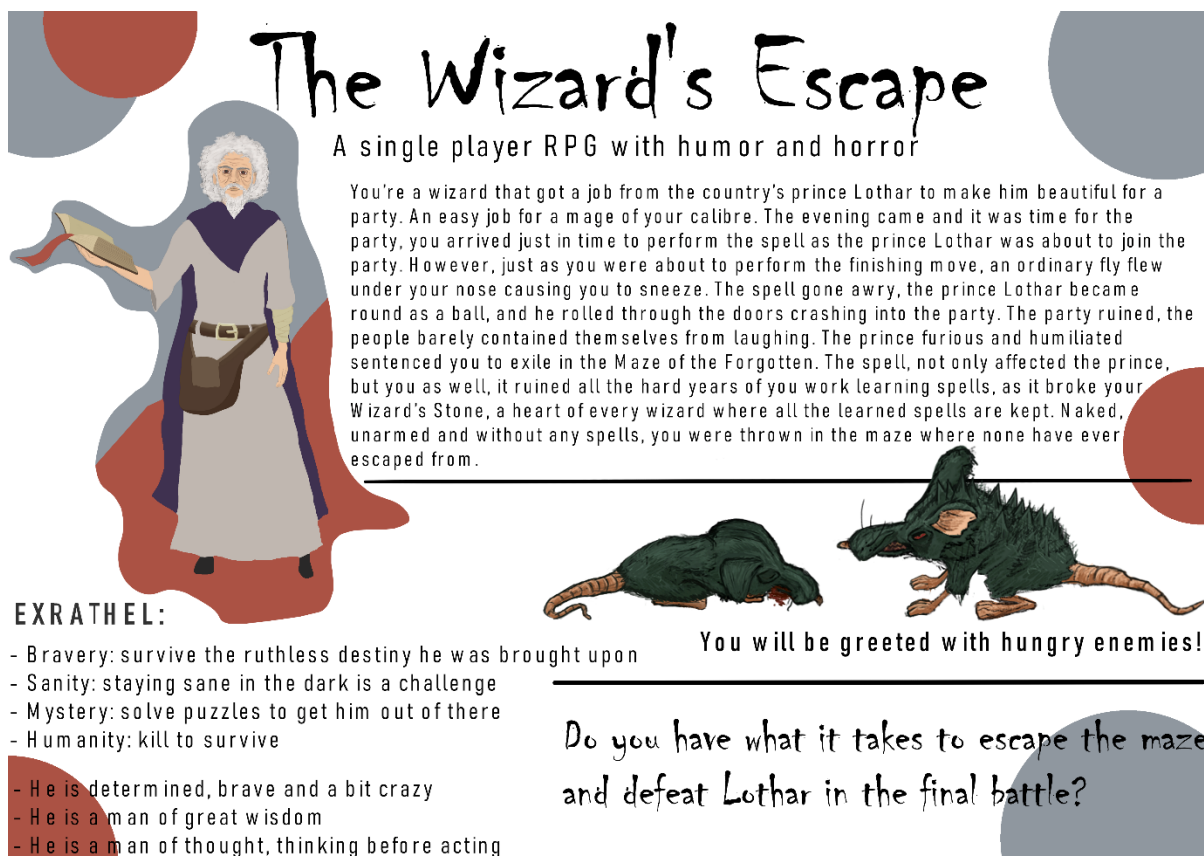 The Wizard's Escape
A single player RPG with humor and horror
You're a wizard that got a job from the country's prince Lothar to make him beautiful for a
party. An easy job for a mage of your calibre. The evening came and it was time for the
party, you arrived just in time to perform the spell as the prince Lothar was about to join the
party. However, just as you were about to perform the finishing move, an ordinary fly flew
under your nose causing you to sneeze. The spell gone awry, the prince Lothar became
round as a ball, and he rolled through the doors crashing into the party. The party ruined, the
people barely contained themselves from laughing. The prince furious and humiliated
sentenced you to exile in the Maze of the Forgotten. The spell, not only affected the prince,
but you as well, it ruined all the hard years of you work learning spells, as it broke your
Wizard's Stone, a heart of every wizard where all the learned spells are kept. Naked,
unarmed and without any spells, you were thrown in the maze where none have ever
escaped from.
You will be greeted with hungry enemies!
EXRATHEL:
- Bravery: survive the ruthless destiny he was brought upon
- Sanity: staying sane in the dark is a challenge
- Mystery: solve puzzles to get him out of there
- Humanity: kill to survive
- He is determined, brave and a bit crazy
- He is a man of great wisdom
- He is a man of thought, thinking before acting
Do you have what it takes to escape the maze
and defeat Lothar in the final battle?